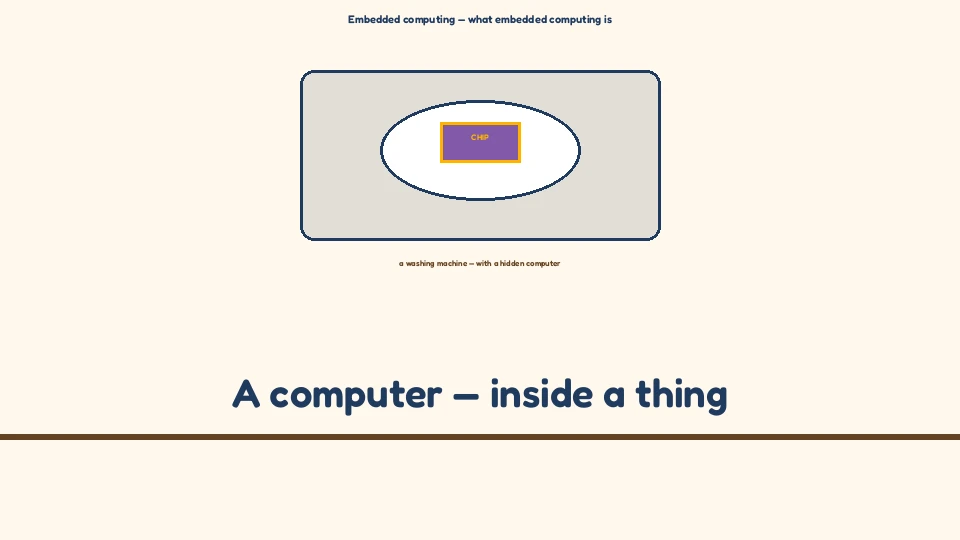 Embedded computing — what embedded computing is
CHIP
a washing machine — with a hidden computer
A computer — inside a thing